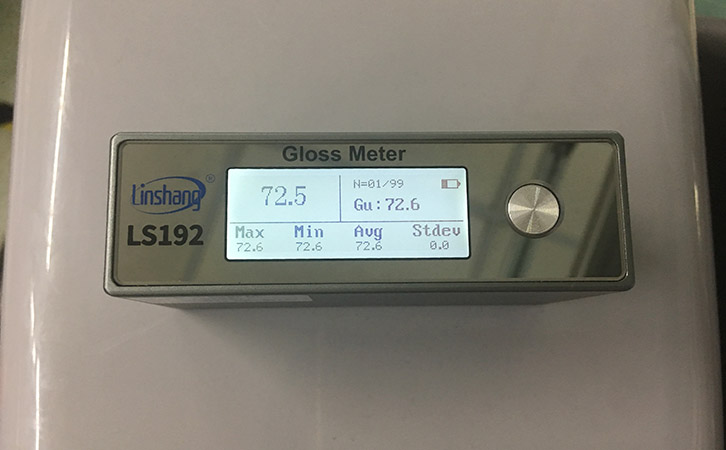 Gloss Meter
Linshang®
LS192
72.5
N=01/99
Gu:72.6
Max Min Avg Stdev
72.6 72.6 72.6 0.0